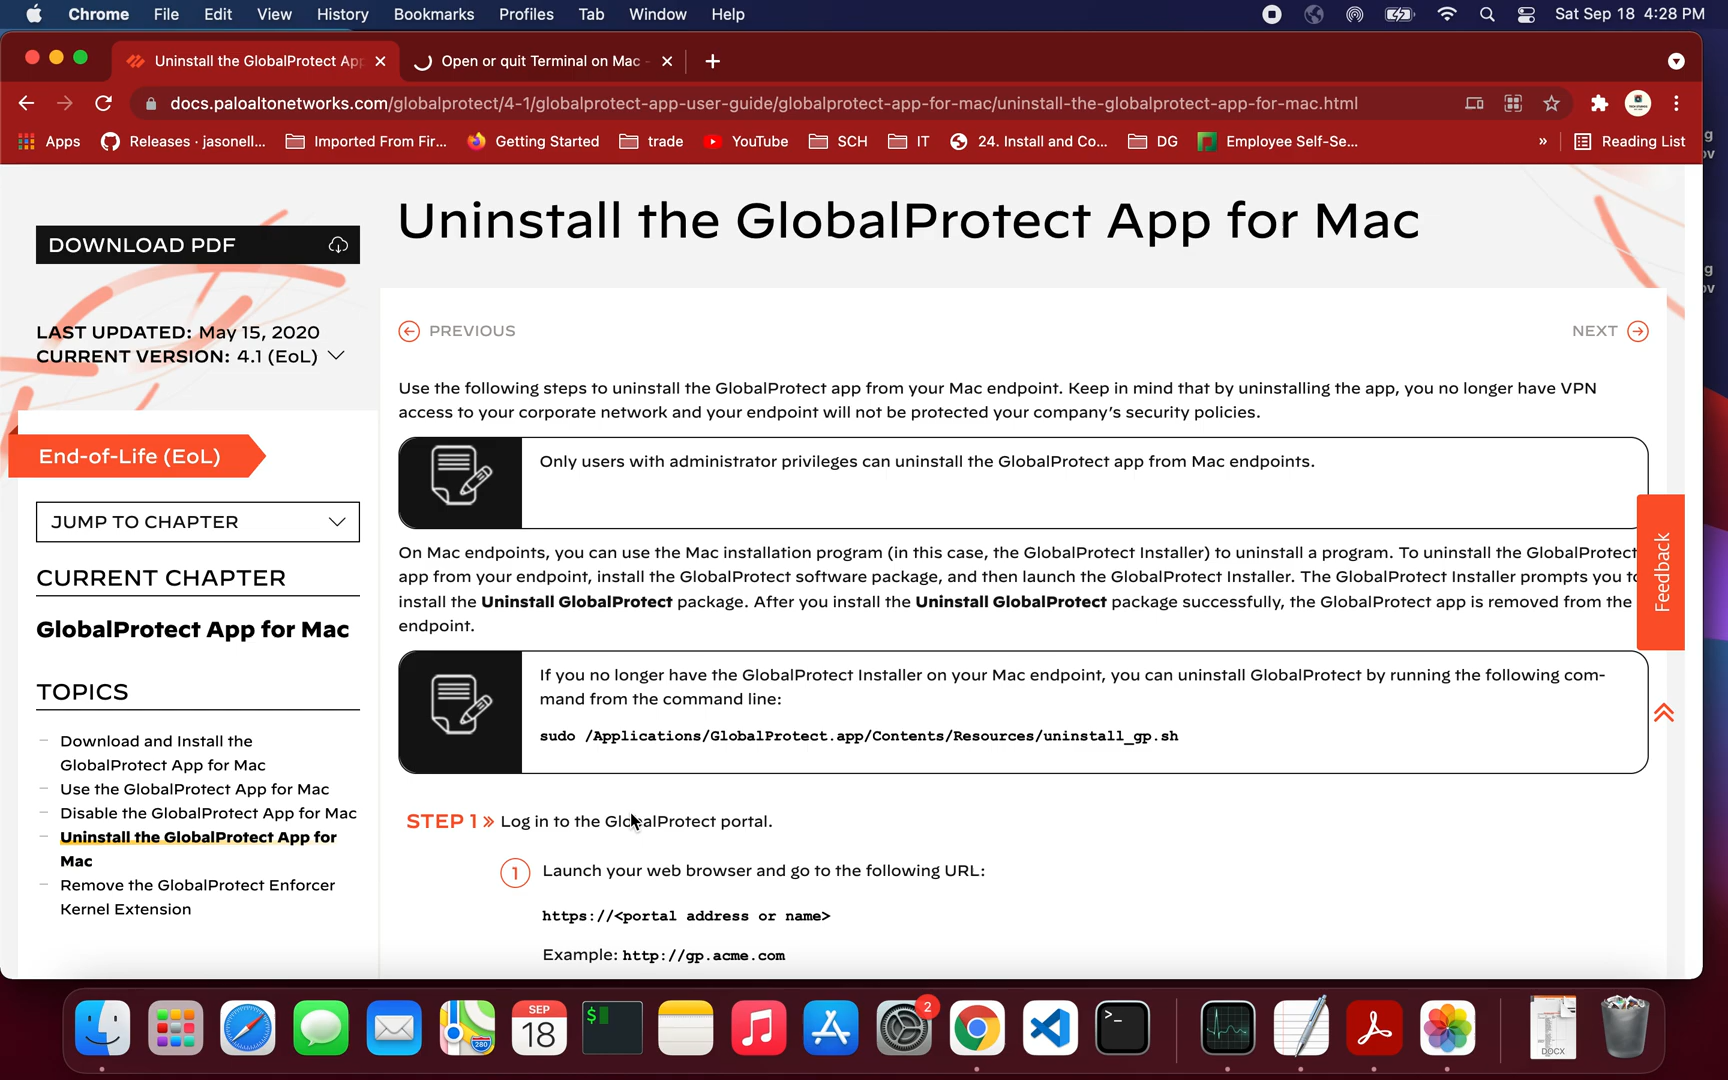 Chrome File Edit View History Bookmarks Profiles Tab Window Help Sat Sep 18 4:28 PM
Uninstall the GlobalProtect Ap Open or quit Terminal on Mac -
docs.paloaltonetworks.com/globalprotect/4-1/globalprotect-app-user-guide/globalprotect-app-for-mac/uninstall-the-globalprotect-app-for-mac.html
Apps Releases · jasonell... Imported From Fir... Getting Started trade YouTube SCH IT 24. Install and Co... DG Employee Self-Se... » Reading List
Uninstall the GlobalProtect App for Mac
DOWNLOAD PDF
LAST UPDATED: May 15, 2020
CURRENT VERSION: 4.1 (EoL)
End-of-Life (EoL)
JUMP TO CHAPTER
CURRENT CHAPTER
GlobalProtect App for Mac
TOPICS
Download and Install the
GlobalProtect App for Mac
Use the GlobalProtect App for Mac
Disable the GlobalProtect App for Mac
Uninstall the GlobalProtect App for
Mac
Remove the GlobalProtect Enforcer
Kernel Extension
PREVIOUS NEXT
Use the following steps to uninstall the GlobalProtect app from your Mac endpoint. Keep in mind that by uninstalling the app, you no longer have VPN
access to your corporate network and your endpoint will not be protected your company's security policies.
Only users with administrator privileges can uninstall the GlobalProtect app from Mac endpoints.
On Mac endpoints, you can use the Mac installation program (in this case, the GlobalProtect Installer) to uninstall a program. To uninstall the GlobalProtect
app from your endpoint, install the GlobalProtect software package, and then launch the GlobalProtect Installer. The GlobalProtect Installer prompts you to
install the Uninstall GlobalProtect package. After you install the Uninstall GlobalProtect package successfully, the GlobalProtect app is removed from the
endpoint.
If you no longer have the GlobalProtect Installer on your Mac endpoint, you can uninstall GlobalProtect by running the following com-
mand from the command line:
sudo /Applications/GlobalProtect.app/Contents/Resources/uninstall_gp.sh
STEP 1 » Log in to the GlobalProtect portal.
1 Launch your web browser and go to the following URL:
https://<portal address or name>
Example: http://gp.acme.com
Feedback
SEP
18
$
280
2
>_
DOCX